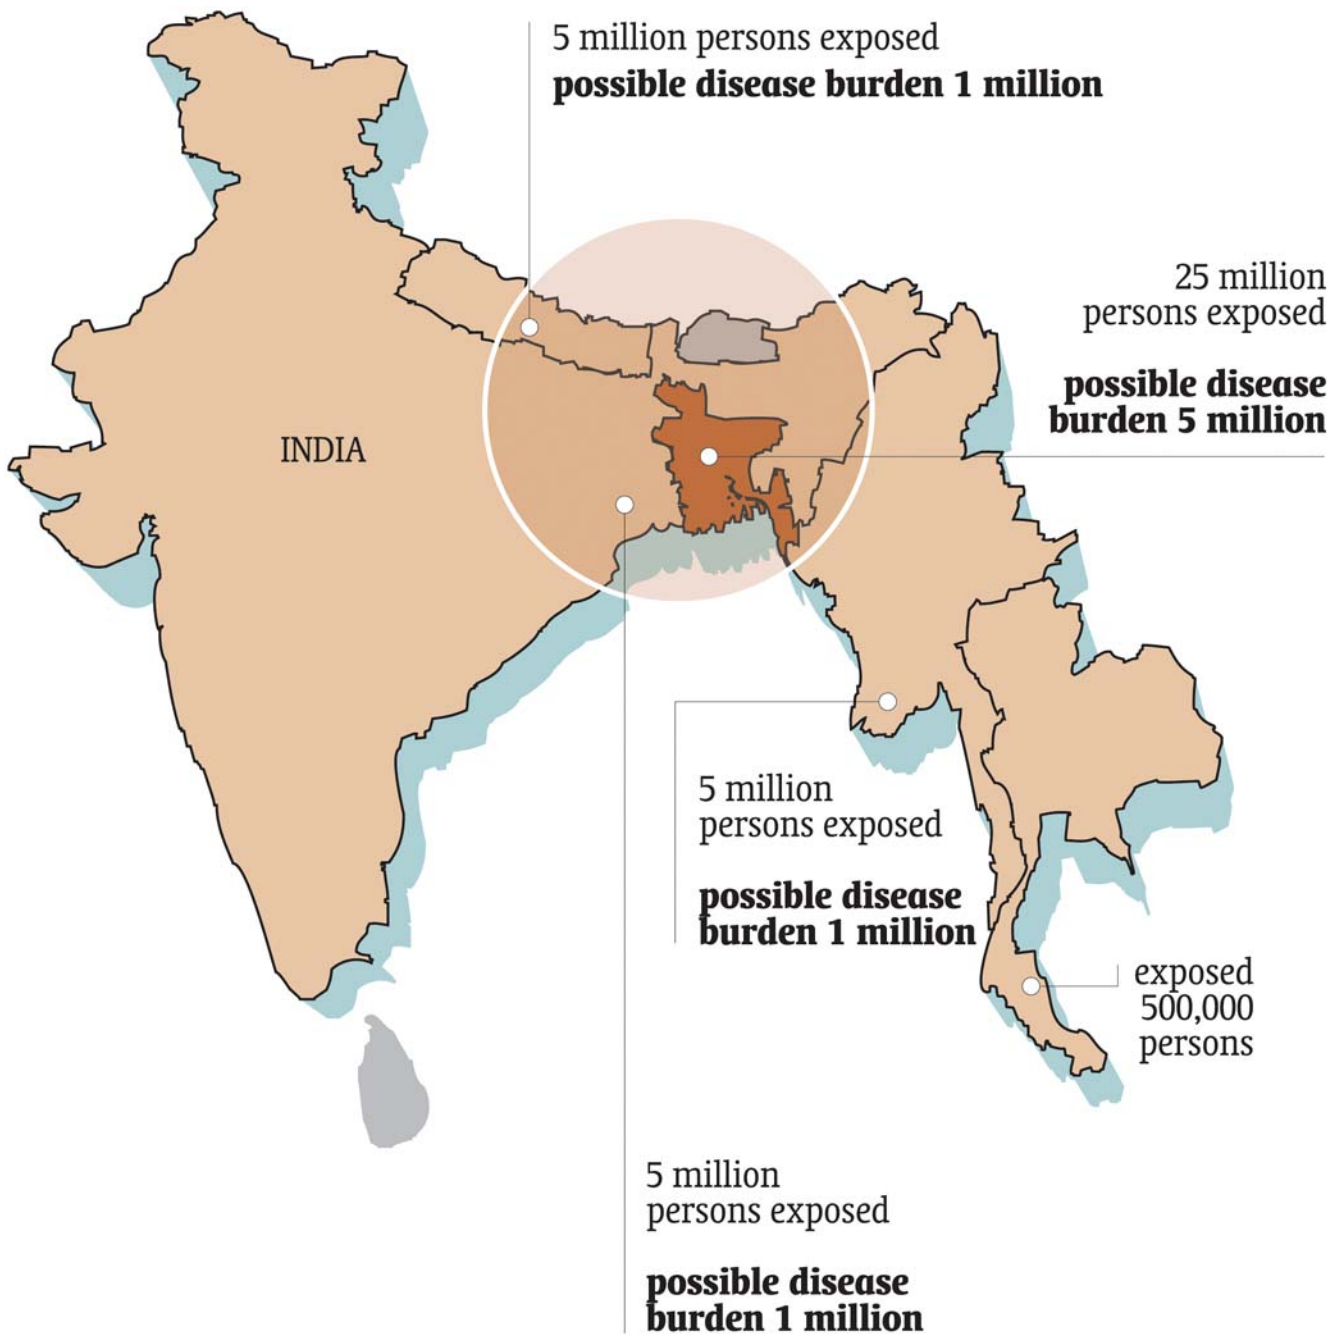 5 million persons exposed
possible disease burden 1 million
25 million
persons exposed
possible disease
burden 5 million
INDIA
5 million
persons exposed
possible disease
burden 1 million
exposed
500,000
persons
5 million
persons exposed
possible disease
burden 1 million